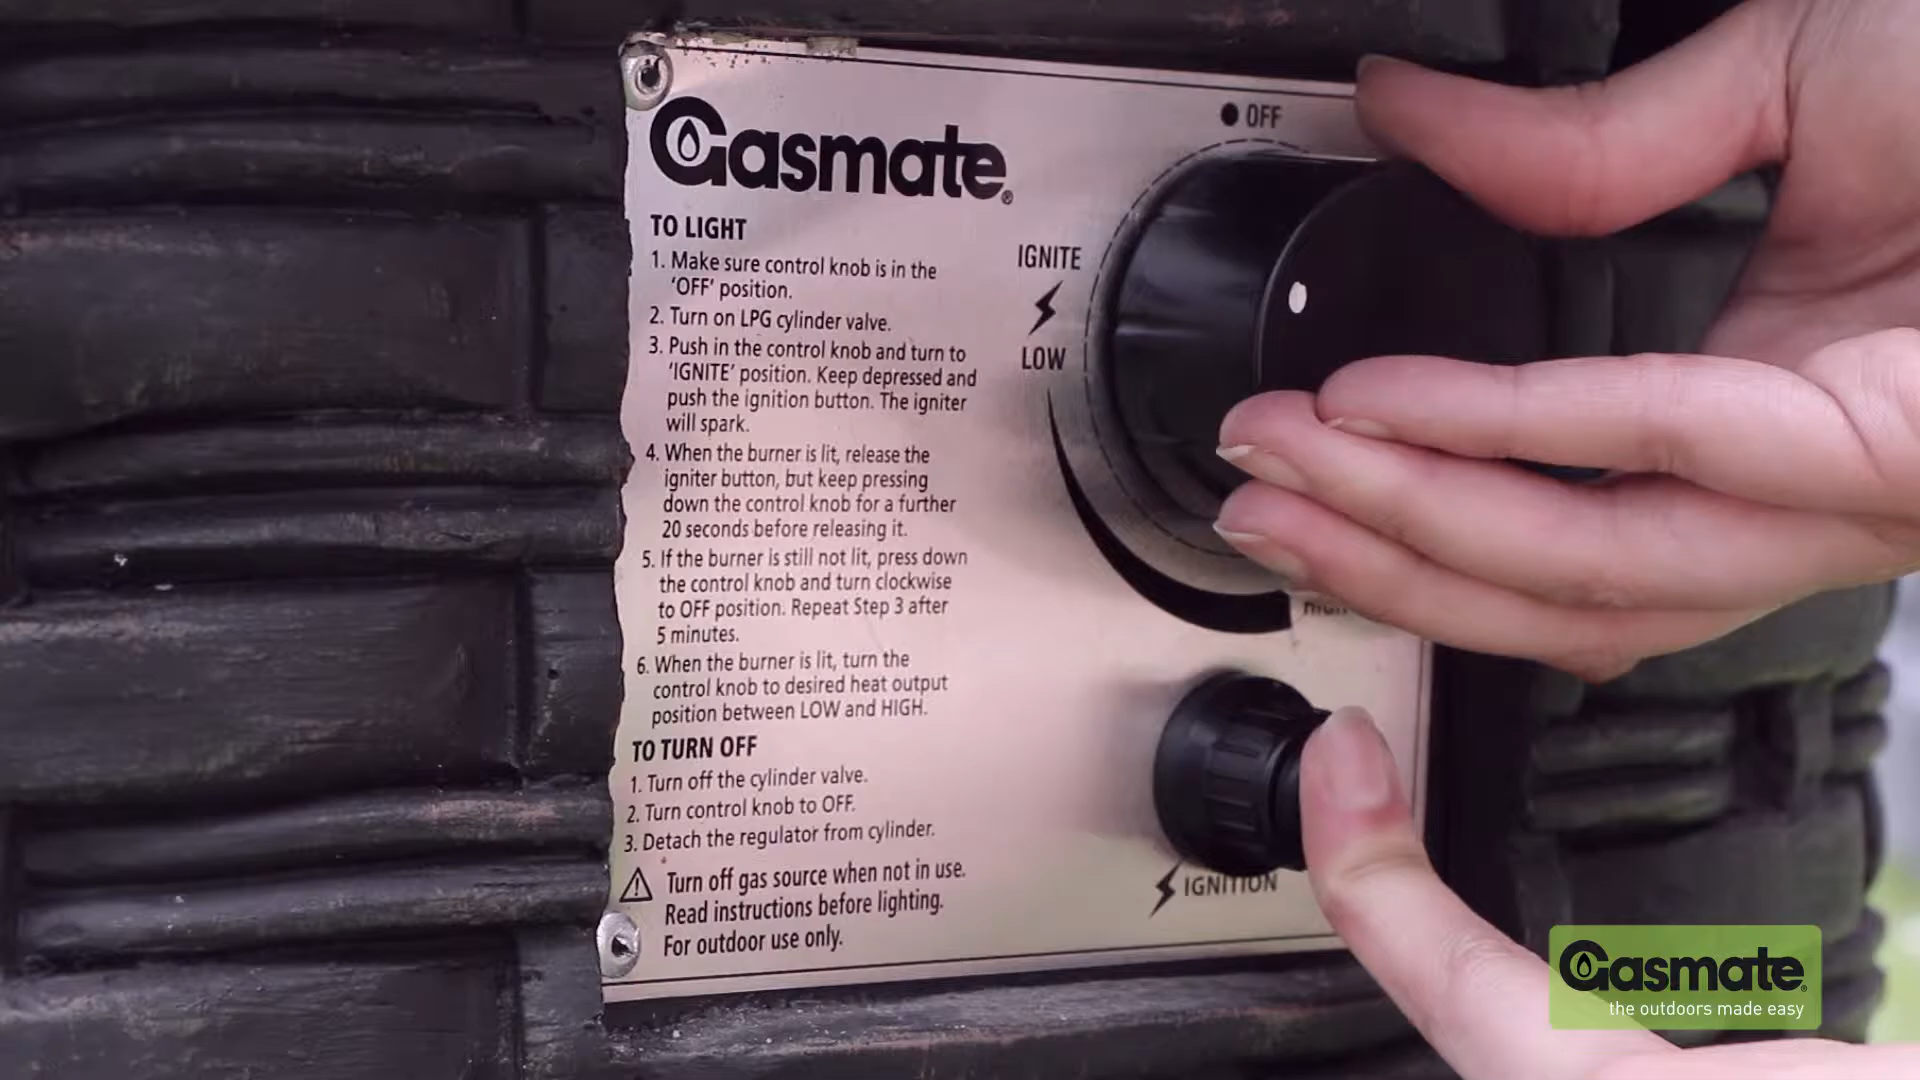 Gasmate®
TO LIGHT
1. Make sure control knob is in the
'OFF' position.
2. Turn on LPG cylinder valve.
3. Push in the control knob and turn to
'IGNITE' position. Keep depressed and
push the ignition button. The igniter
will spark.
4. When the burner is lit, release the
igniter button, but keep pressing
down the control knob for a further
20 seconds before releasing it.
5. If the burner is still not lit, press down
the control knob and turn clockwise
to OFF position. Repeat Step 3 after
5 minutes.
6. When the burner is lit, turn the
control knob to desired heat output
position between LOW and HIGH.
TO TURN OFF
1. Turn off the cylinder valve.
2. Turn control knob to OFF.
3. Detach the regulator from cylinder.
Turn off gas source when not in use.
Read instructions before lighting.
For outdoor use only.
OFF
IGNITE
LOW
IGNITION
Gasmate®
the outdoors made easy